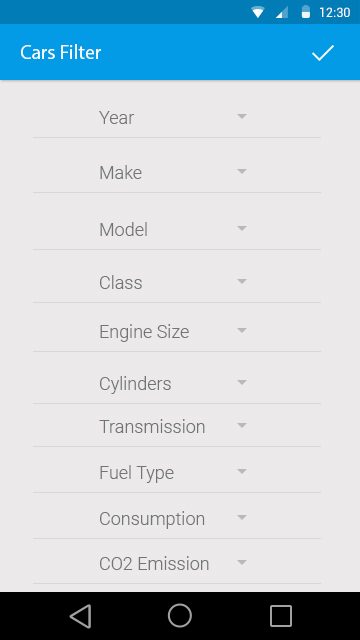 12:30
Cars Filter
Year
Make
Model
Class
Engine Size
Cylinders
Transmission
Fuel Type
Consumption
CO2 Emission